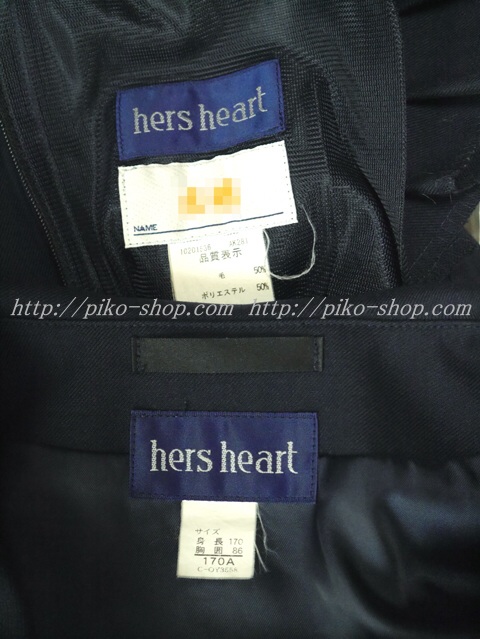 hers heart
NAME
品質表示
毛 50%
ポリエステル 50%
http://piko-shop.com http://piko-shop.com
hers heart
サイズ
身長 170
胸囲 86
170A